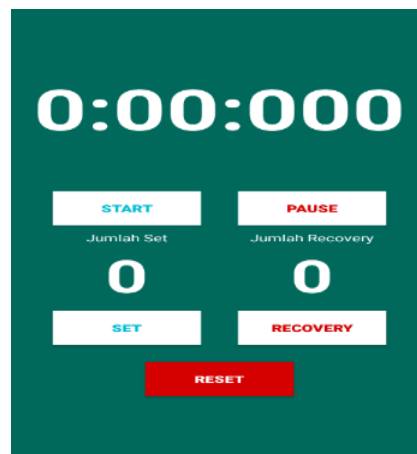 0:00:000
START PAUSE
Jumlah Set Jumlah Recovery
0 0
SET RECOVERY
RESET